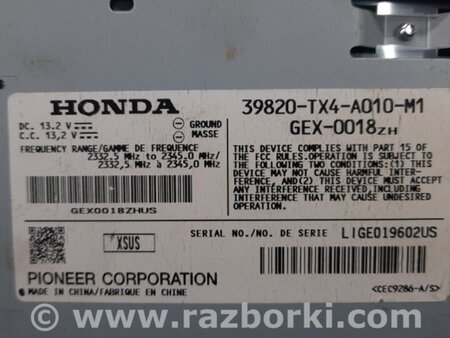 HONDA
39820-TX4-A010-M1
GEX-0018ZH
DC. 13.2 V
C.C. 13,2 V
GROUND
MASSE
FREQUENCY RANGE/GAMME DE FREQUENCE
2332.5 MHz to 2345.0 MHz/
2332,5 MHz à 2345,0 MHz
THIS DEVICE COMPLIES WITH PART 15 OF
THE FCC RULES. OPERATION IS SUBJECT TO
THE FOLLOWING TWO CONDITIONS:(1) THIS
DEVICE MAY NOT CAUSE HARMFUL INTERF-
ERENCE, AND(2) THIS DEVICE MUST ACCEPT
ANY INTERFERENCE RECEIVED,
INCLUDING INTERFERENCE THAT MAY CAUSE
UNDESIRED OPERATION.
GEX0018ZHUS
XSUS
SERIAL NO./NO. DE SERIE LIGE019602US
PIONEER CORPORATION
MADE IN CHINA/FABRIQUE EN CHINE
<CEC9286-A/S>
www.razborki.com